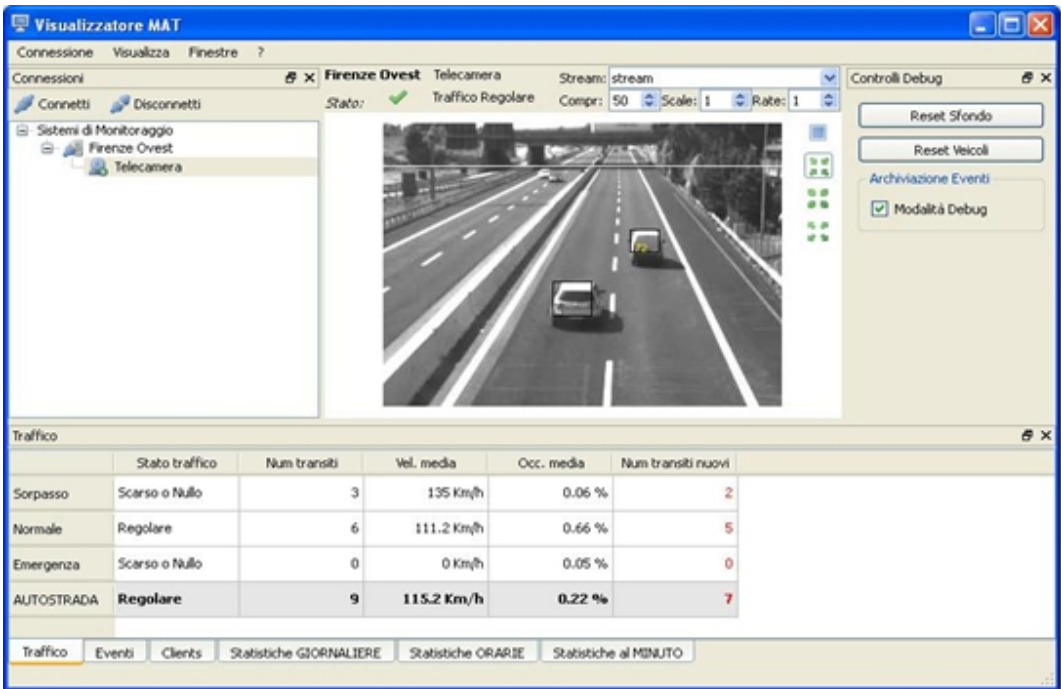 Visualizzatore MAT
Connessione Visualizza Finestre ?
Connessioni
Connetti Disconnetti
Sistemi di Monitoraggio
Firenze Ovest
Telecamera
Firenze Ovest Telecamera Stream: stream
Stato: Traffico Regolare Compr: 50 Scale: 1 Rate: 1
72
Controlli Debug
Reset Sfondo
Reset Veicoli
Archiviazione Eventi
Modalità Debug
Traffico
Stato traffico Num transiti Vel. media Occ. media Num transiti nuovi
Sorpasso Scarso o Nullo 3 135 Km/h 0.06 % 2
Normale Regolare 6 111.2 Km/h 0.66 % 5
Emergenza Scarso o Nullo 0 0 Km/h 0.05 % 0
AUTOSTRADA Regolare 9 115.2 Km/h 0.22 % 7
Traffico Eventi Clients Statistiche GIORNALIERE Statistiche ORARIE Statistiche al MINUTO